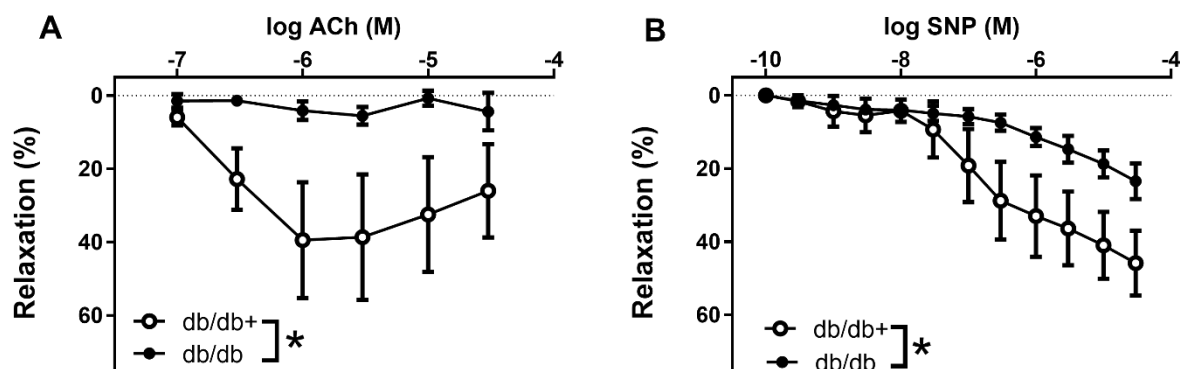 A
log ACh (M)
-7 -6 -5 -4
0
20
40
60
Relaxation (%)
db/db+
db/db
*
B
log SNP (M)
-10 -8 -6 -4
0
20
40
60
Relaxation (%)
db/db+
db/db
*